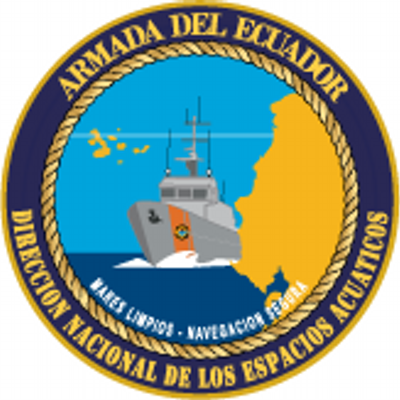 ARMADA DEL ECUADOR
MARES LIMPIOS - NAVEGACION SEGURA
DIRECCION NACIONAL DE LOS ESPACIOS ACUATICOS